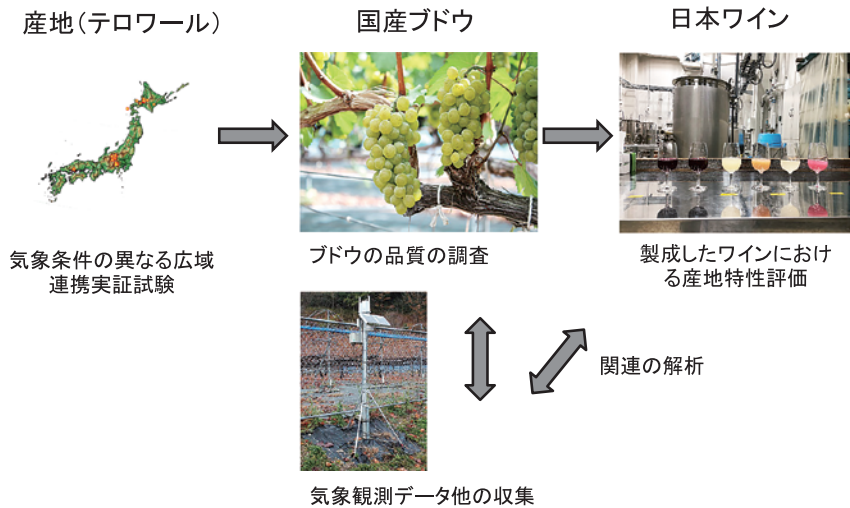 産地（テロワール）
国産ブドウ
日本ワイン
気象条件の異なる広域
連携実証試験
ブドウの品質の調査
製成したワインにおけ
る産地特性評価
関連の解析
気象観測データ他の収集